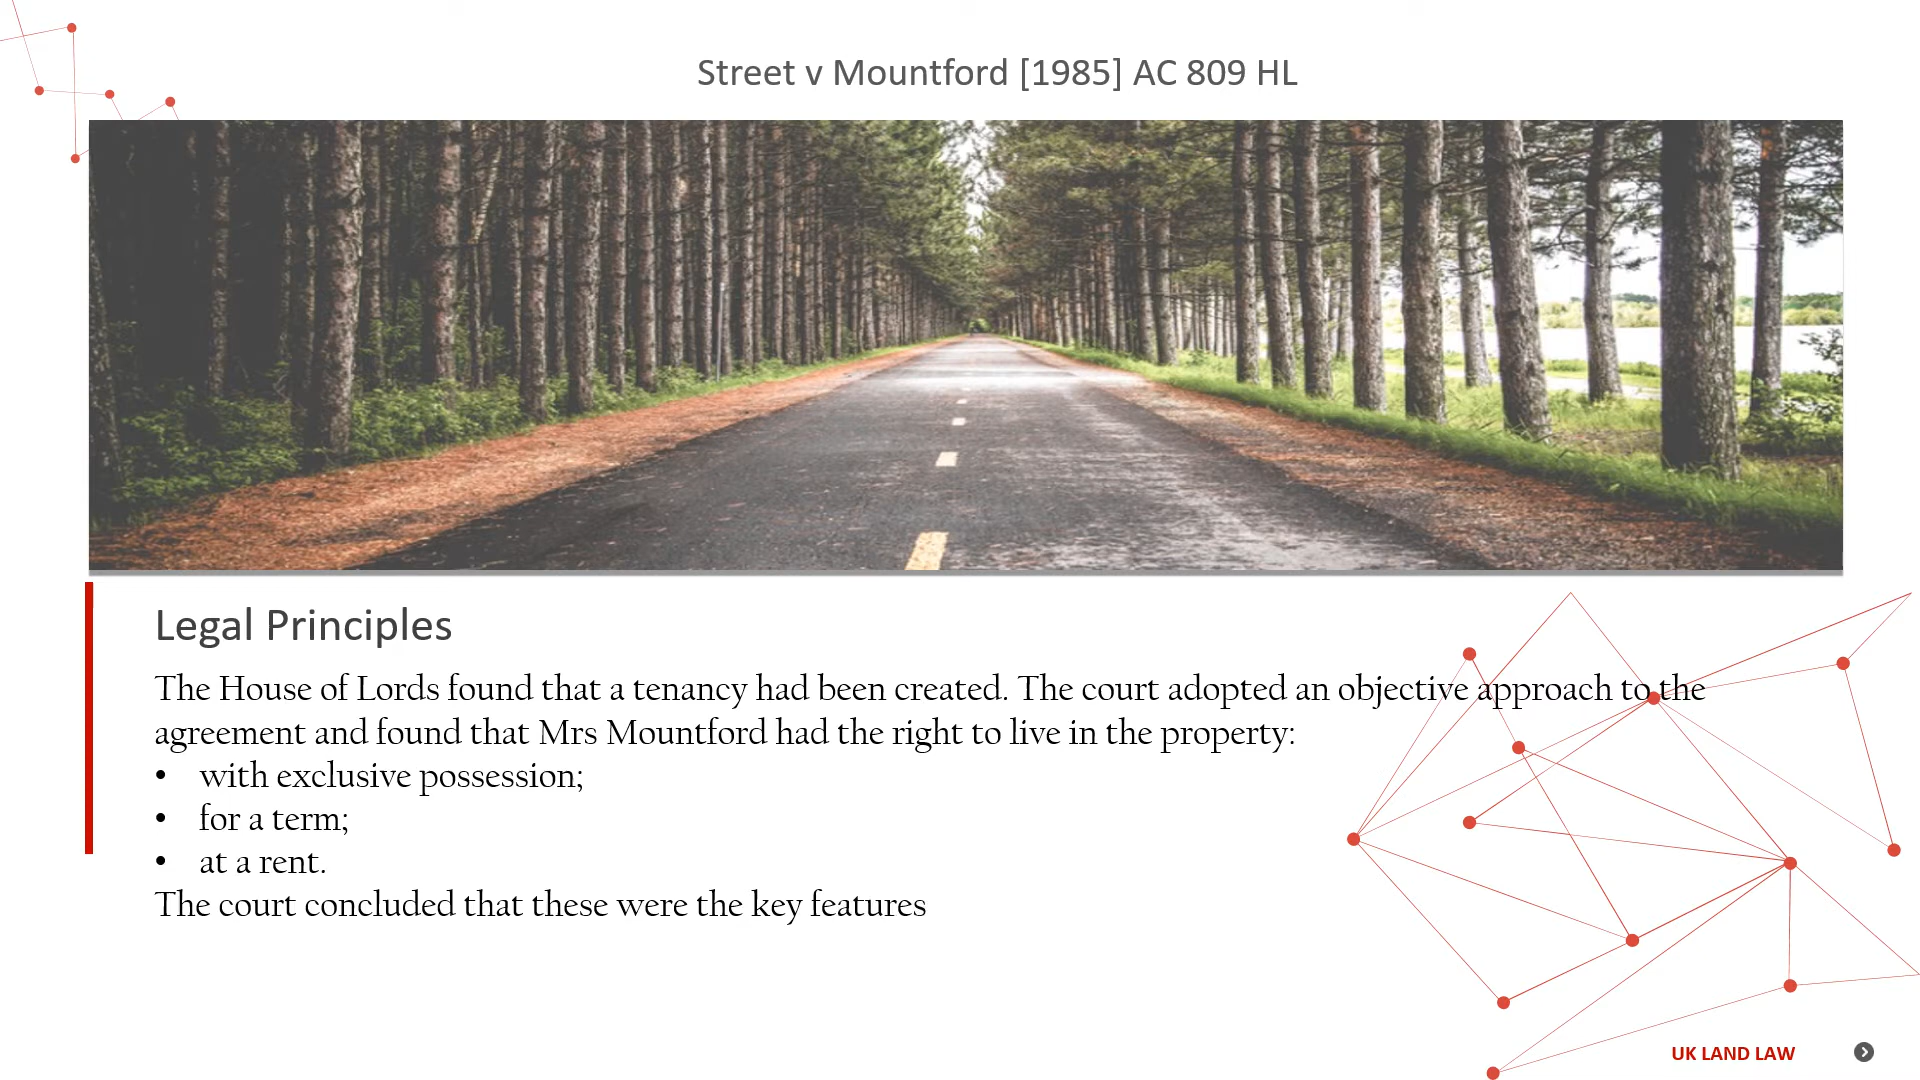 Street v Mountford [1985] AC 809 HL
Legal Principles
The House of Lords found that a tenancy had been created. The court adopted an objective approach to the
agreement and found that Mrs Mountford had the right to live in the property:
• with exclusive possession;
• for a term;
• at a rent.
The court concluded that these were the key features
UK LAND LAW